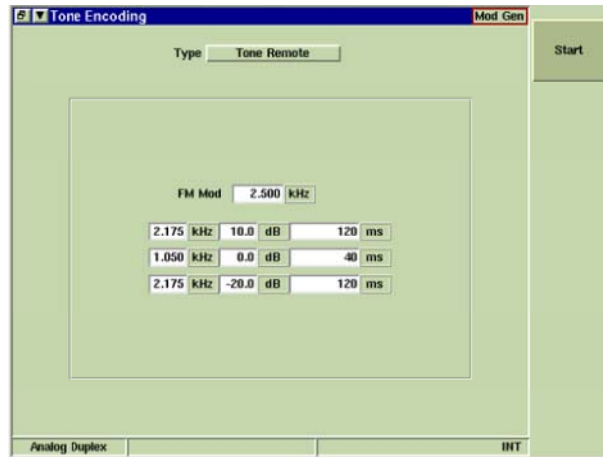 Tone Encoding Mod Gen
Start
Type Tone Remote
FM Mod 2.500 kHz
2.175 kHz 10.0 dB 120 ms
1.050 kHz 0.0 dB 40 ms
2.175 kHz -20.0 dB 120 ms
Analog Duplex INT